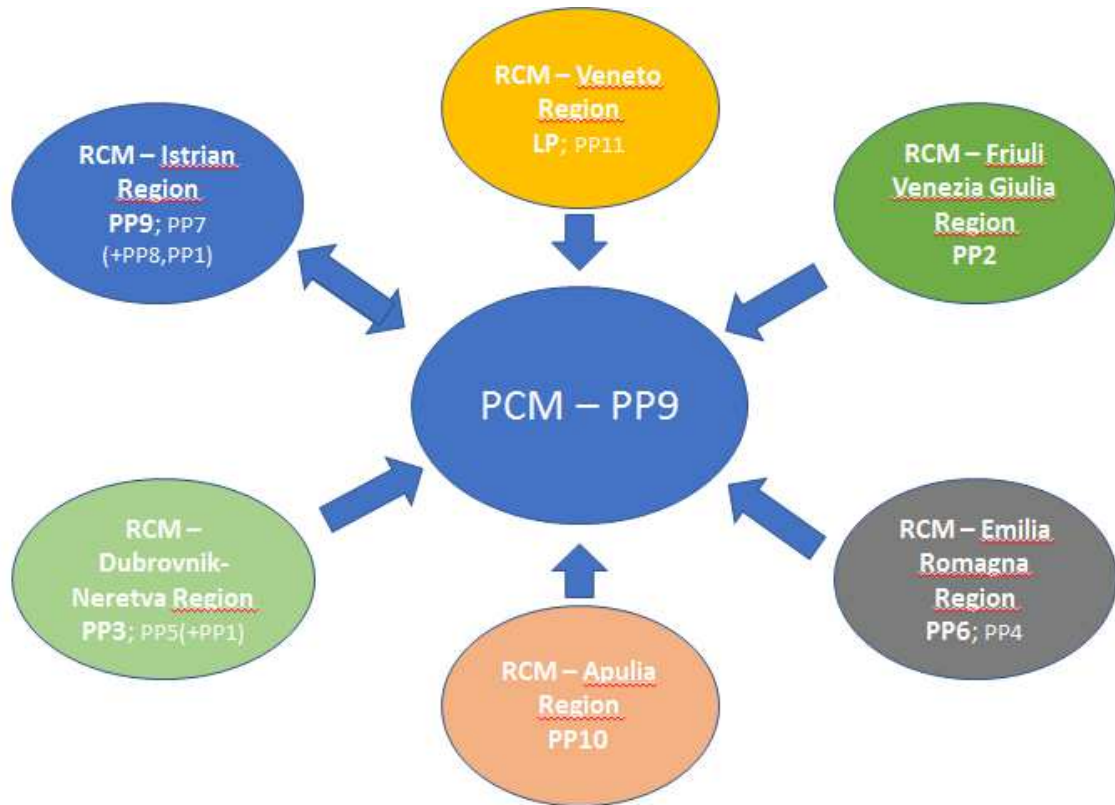 RCM – Veneto
Region
LP; PP11
RCM – Istrian
Region
PP9; PP7
(+PP8,PP1)
RCM – Friuli
Venezia Giulia
Region
PP2
PCM – PP9
RCM –
Dubrovnik-
Neretva Region
PP3; PP5(+PP1)
RCM – Emilia
Romagna
Region
PP6; PP4
RCM – Apulia
Region
PP10